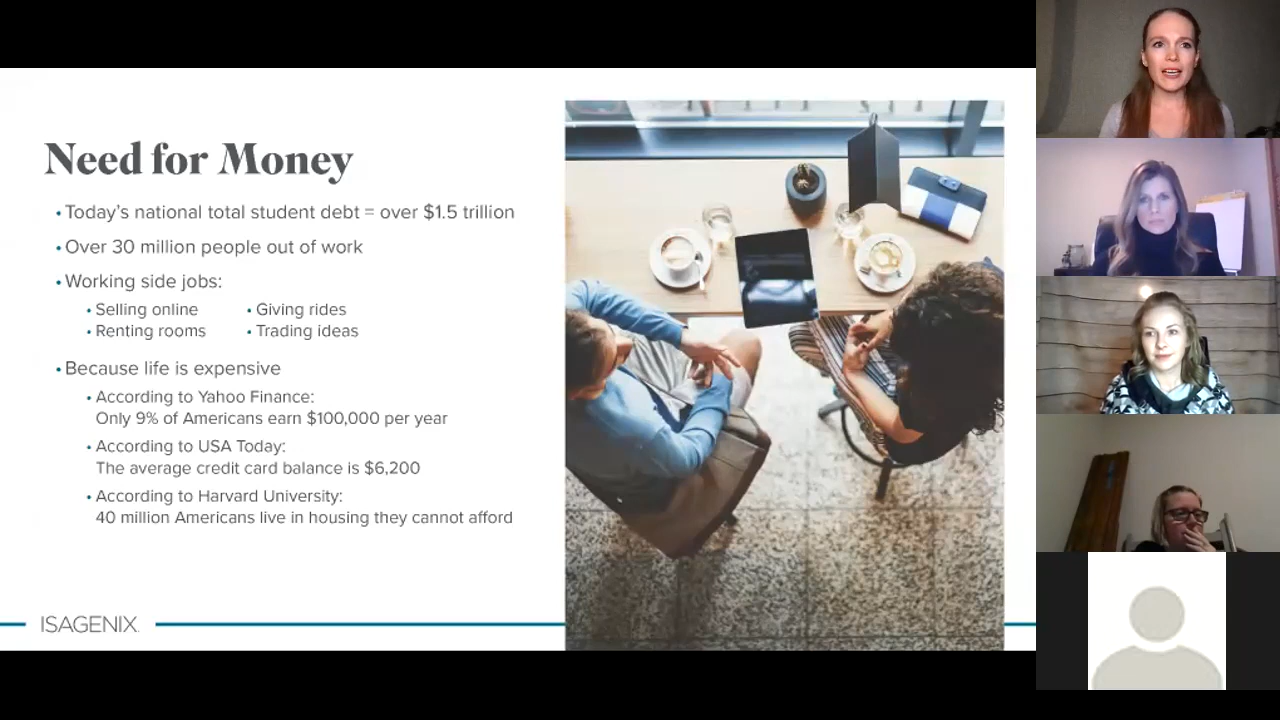 Need for Money
• Today's national total student debt = over $1.5 trillion
• Over 30 million people out of work
• Working side jobs:
• Selling online
• Giving rides
• Renting rooms
• Trading ideas
• Because life is expensive
• According to Yahoo Finance:
Only 9% of Americans earn $100,000 per year
• According to USA Today:
The average credit card balance is $6,200
• According to Harvard University:
40 million Americans live in housing they cannot afford
ISAGENIX